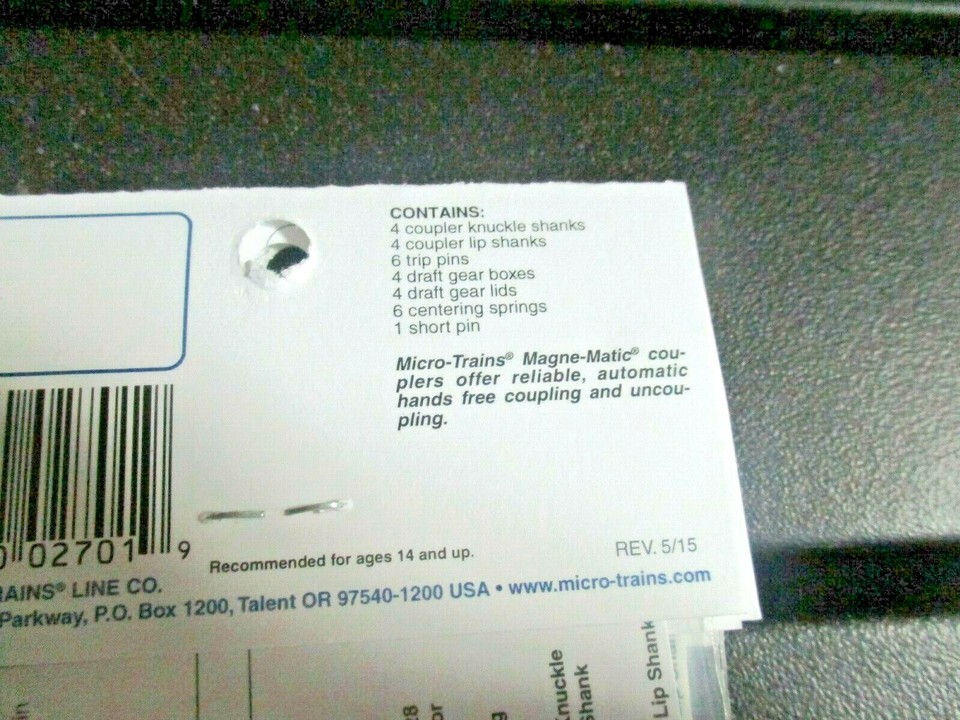 CONTAINS:
4 coupler knuckle shanks
4 coupler lip shanks
6 trip pins
4 draft gear boxes
4 draft gear lids
6 centering springs
1 short pin
Micro-Trains® Magne-Matic® cou-
plers offer reliable, automatic
hands free coupling and uncou-
pling.
02701 9
Recommended for ages 14 and up.
REV. 5/15
RAINS® LINE CO.
Parkway, P.O. Box 1200, Talent OR 97540-1200 USA • www.micro-trains.com
Knuckle
Shank
Lip Shank